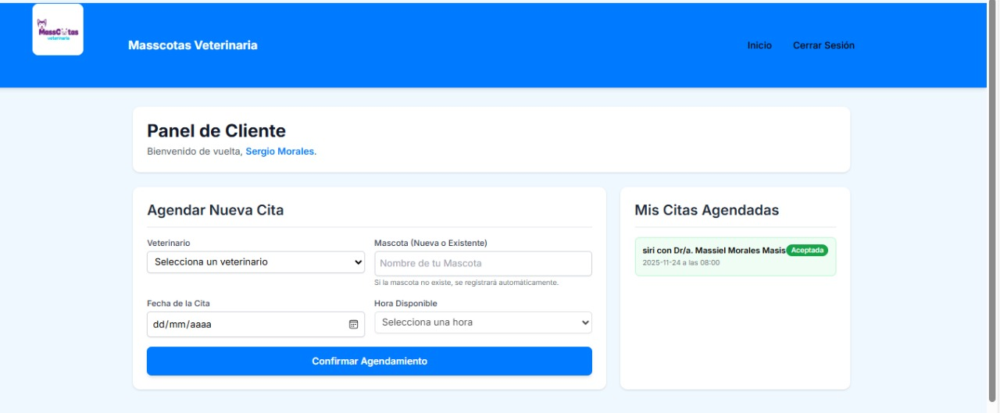 MassCotas
veterinaria
Masscotas Veterinaria
Inicio
Cerrar Sesión
Panel de Cliente
Bienvenido de vuelta, Sergio Morales.
Agendar Nueva Cita
Veterinario
Selecciona un veterinario
Mascota (Nueva o Existente)
Nombre de tu Mascota
Si la mascota no existe, se registrará automáticamente.
Fecha de la Cita
dd/mm/aaaa
Hora Disponible
Selecciona una hora
Confirmar Agendamiento
Mis Citas Agendadas
siri con Dr/a. Massiel Morales Masis
Aceptada
2025-11-24 a las 08:00